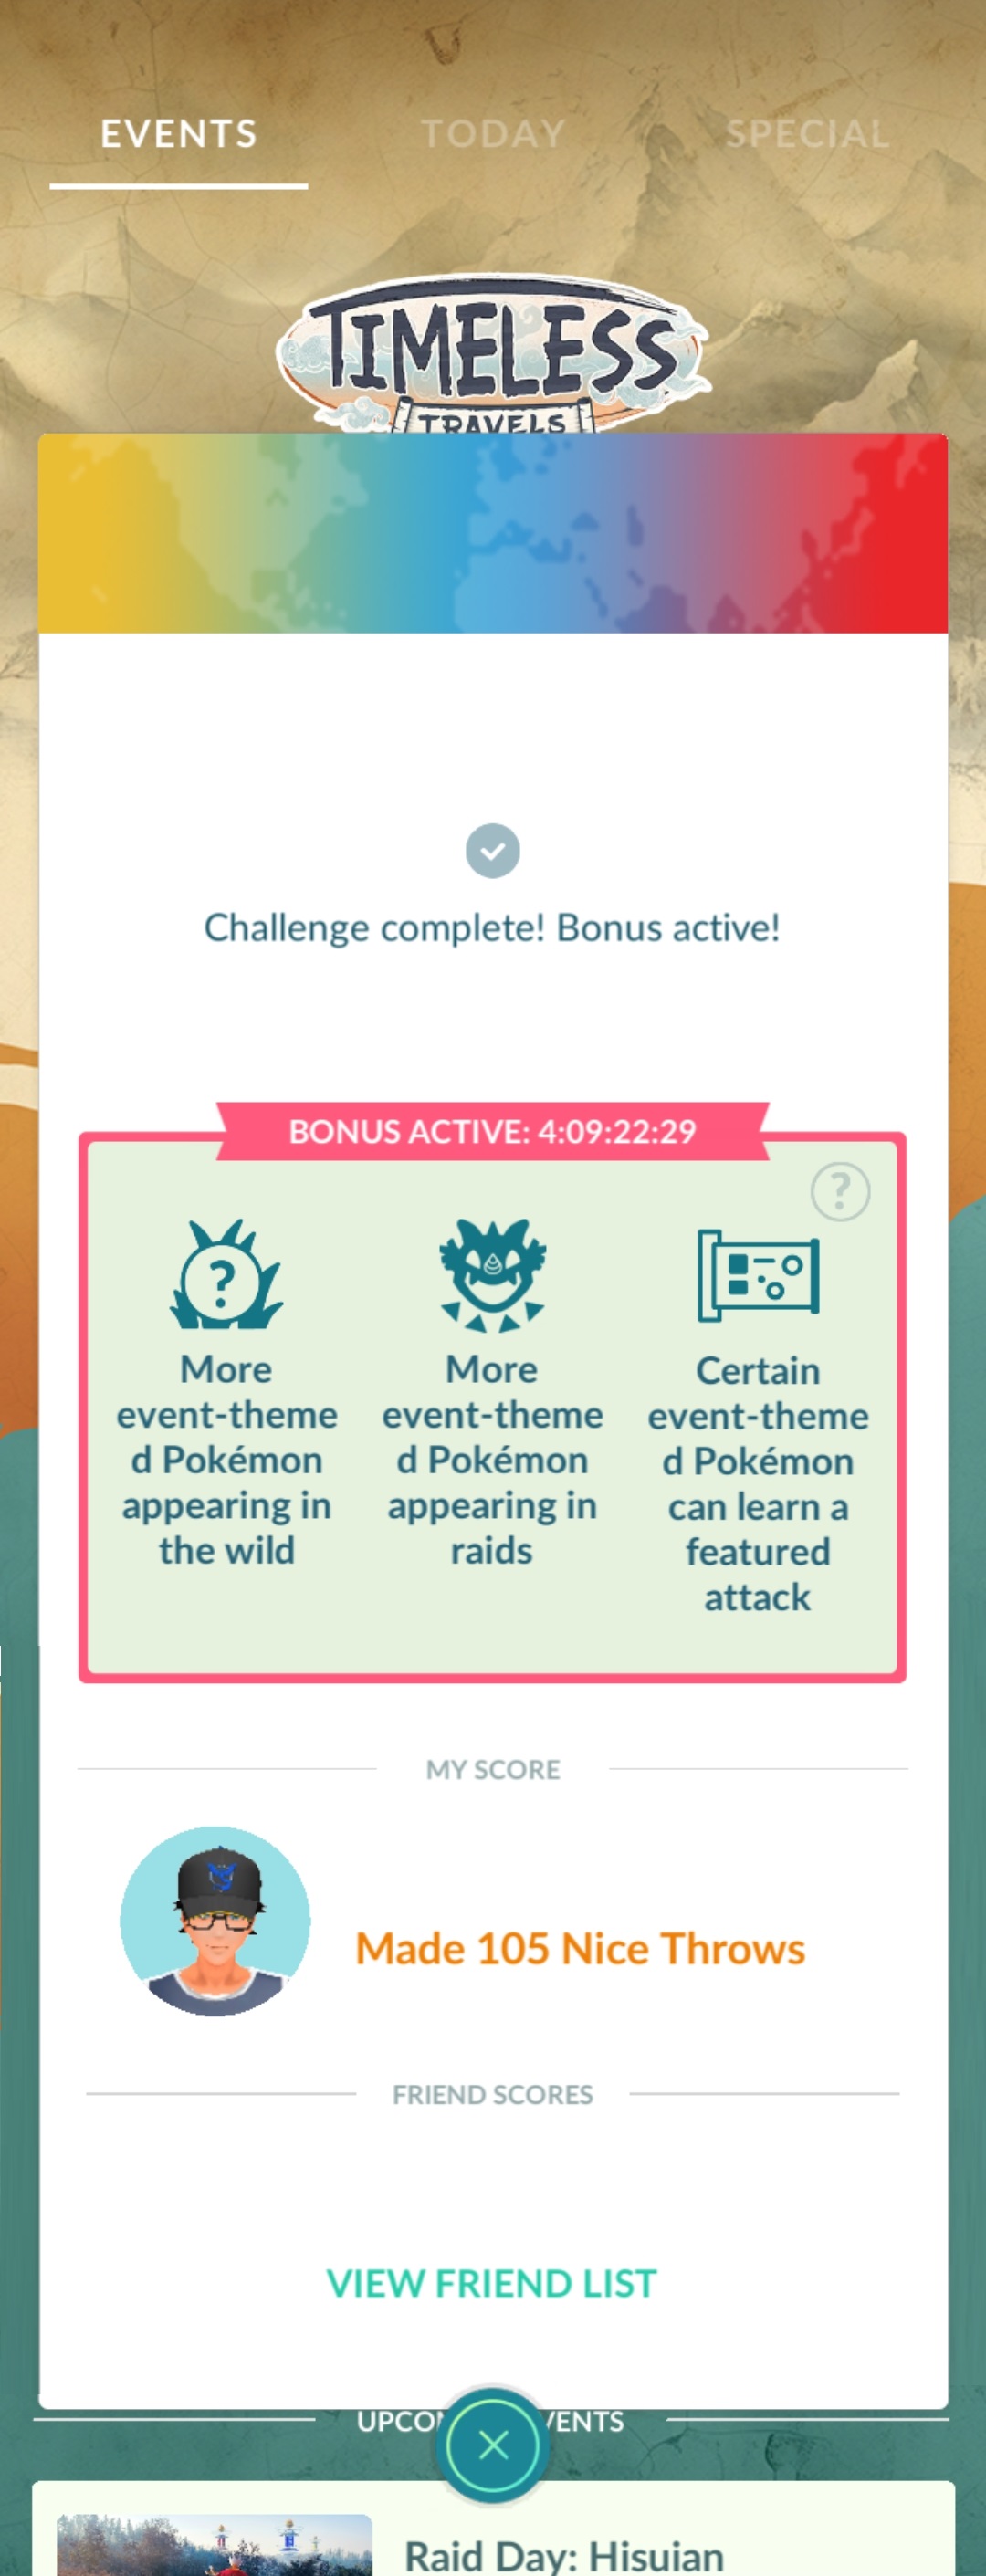 EVENTS
TODAY
SPECIAL
TIMELESS
TRAVELS
Challenge complete! Bonus active!
BONUS ACTIVE: 4:09:22:29
?
?
More
event-theme
d Pokémon
appearing in
the wild
More
event-theme
d Pokémon
appearing in
raids
Certain
event-theme
d Pokémon
can learn a
featured
attack
MY SCORE
Made 105 Nice Throws
FRIEND SCORES
VIEW FRIEND LIST
Raid Day: Hisuian